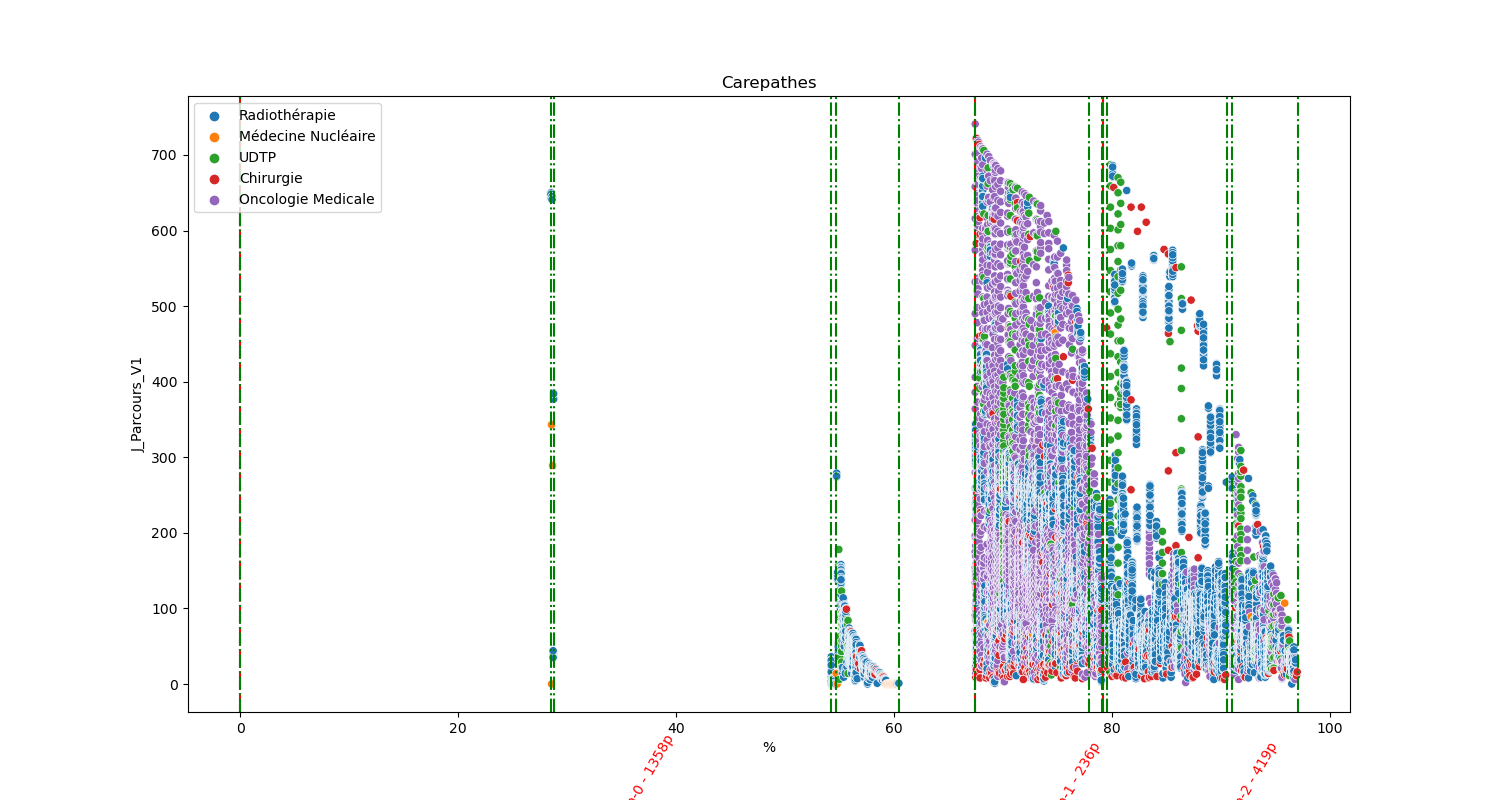 Carepathes
Radiothérapie
Médecine Nucléaire
UDTP
Chirurgie
Oncologie Medicale
J_Parcours_V1
700
600
500
400
300
200
100
0
0
20
40
60
80
100
%
-0 - 1358p
-1 - 236p
-2 - 419p